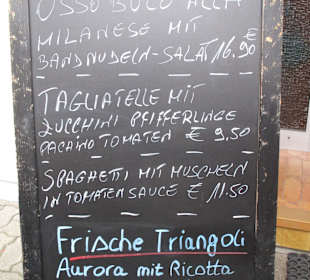 OSSO BUCO ALLA
MILANESE MIT
BANDNUDELN-SALAT 16.90 €
TAGLIATELLE MIT
ZUCCHINI PFIFFERLINGE
PACHINO TOMATEN € 9,50
SPAGHETTI MIT MUSCHELN
IN TOMATEN SAUCE € 11.50
Frische Triangoli
Aurora mit Ricotta